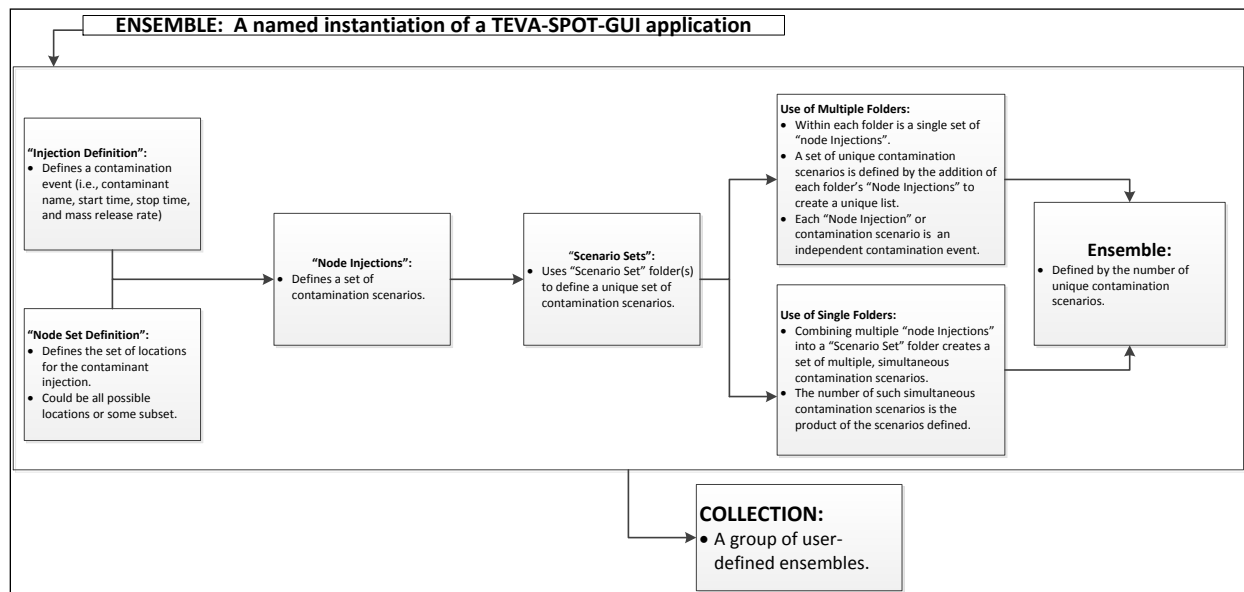 ENSEMBLE: A named instantiation of a TEVA-SPOT-GUI application
“Injection Definition”:
• Defines a contamination
event (i.e., contaminant
name, start time, stop time,
and mass release rate)
“Node Set Definition”:
• Defines the set of locations
for the contaminant
injection.
• Could be all possible
locations or some subset.
“Node Injections”:
• Defines a set of
contamination scenarios.
“Scenario Sets”:
• Uses “Scenario Set” folder(s)
to define a unique set of
contamination scenarios.
Use of Multiple Folders:
• Within each folder is a single set of
“node Injections”.
• A set of unique contamination
scenarios is defined by the addition of
each folder’s “Node Injections” to
create a unique list.
• Each “Node Injection” or
contamination scenario is an
independent contamination event.
Use of Single Folders:
• Combining multiple “node Injections”
into a “Scenario Set” folder creates a
set of multiple, simultaneous
contamination scenarios.
• The number of such simultaneous
contamination scenarios is the
product of the scenarios defined.
Ensemble:
• Defined by the number of
unique contamination
scenarios.
COLLECTION:
• A group of user-
defined ensembles.